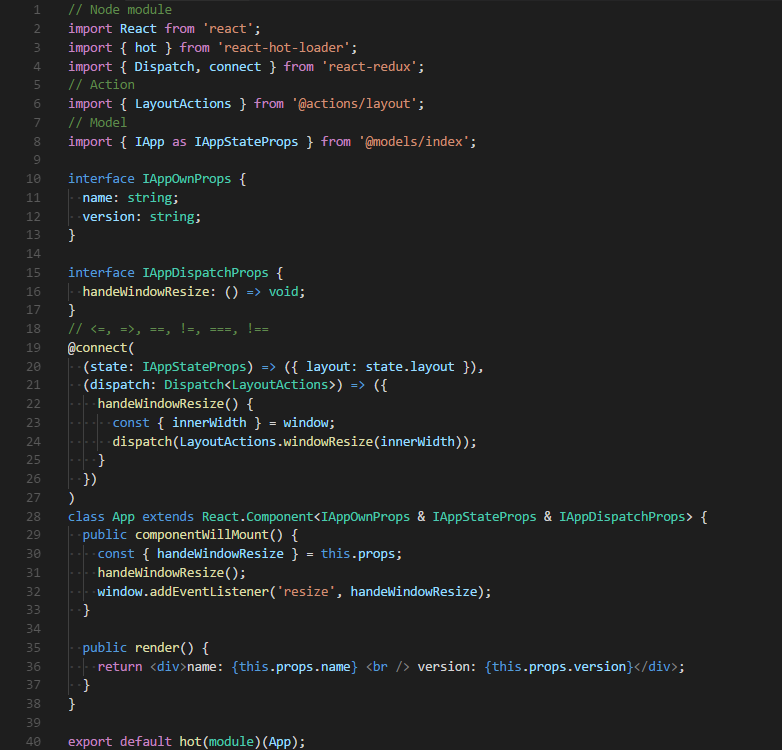 1 // Node module
2 import React from 'react';
3 import { hot } from 'react-hot-loader';
4 import { Dispatch, connect } from 'react-redux';
5 // Action
6 import { LayoutActions } from '@actions/layout';
7 // Model
8 import { IApp as IAppStateProps } from '@models/index';
9
10 interface IAppOwnProps {
11   name: string;
12   version: string;
13 }
14
15 interface IAppDispatchProps {
16   handeWindowResize: () => void;
17 }
18 // <=, =>, ==, !=, ===, !==
19 @connect(
20   (state: IAppStateProps) => ({ layout: state.layout }),
21   (dispatch: Dispatch<LayoutActions>) => ({
22     handeWindowResize() {
23       const { innerWidth } = window;
24       dispatch(LayoutActions.windowResize(innerWidth));
25     }
26   })
27 )
28 class App extends React.Component<IAppOwnProps & IAppStateProps & IAppDispatchProps> {
29   public componentWillMount() {
30     const { handeWindowResize } = this.props;
31     handeWindowResize();
32     window.addEventListener('resize', handeWindowResize);
33   }
34
35   public render() {
36     return <div>name: {this.props.name} <br /> version: {this.props.version}</div>;
37   }
38 }
39
40 export default hot(module)(App);